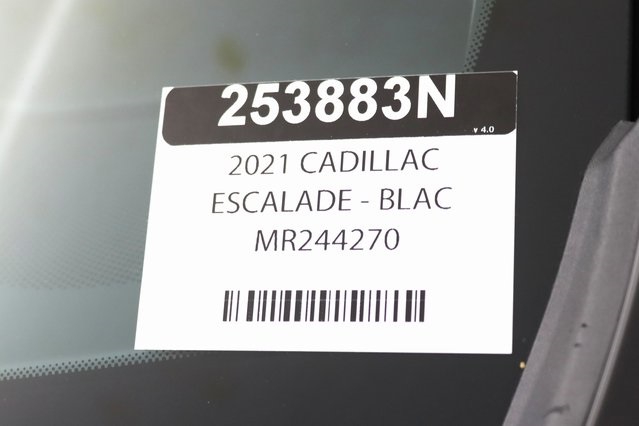 253883N
v 4.0
2021 CADILLAC
ESCALADE - BLAC
MR244270